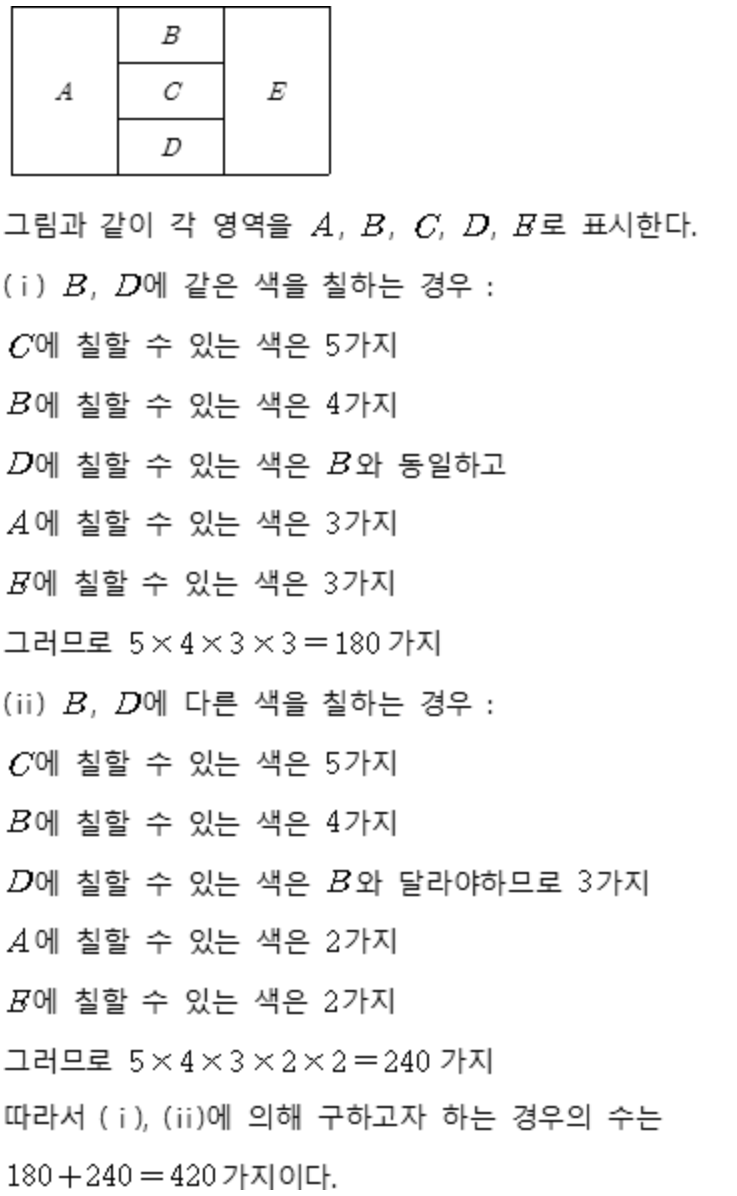 B
A C E
D
그림과 같이 각 영역을 A, B, C, D, E로 표시한다.
(ⅰ) B, D에 같은 색을 칠하는 경우 :
C에 칠할 수 있는 색은 5가지
B에 칠할 수 있는 색은 4가지
D에 칠할 수 있는 색은 B와 동일하고
A에 칠할 수 있는 색은 3가지
E에 칠할 수 있는 색은 3가지
그러므로 5×4×3×3=180 가지
(ii) B, D에 다른 색을 칠하는 경우 :
C에 칠할 수 있는 색은 5가지
B에 칠할 수 있는 색은 4가지
D에 칠할 수 있는 색은 B와 달라야하므로 3가지
A에 칠할 수 있는 색은 2가지
E에 칠할 수 있는 색은 2가지
그러므로 5×4×3×2×2=240 가지
따라서 (ⅰ), (ii)에 의해 구하고자 하는 경우의 수는
180+240=420가지이다.